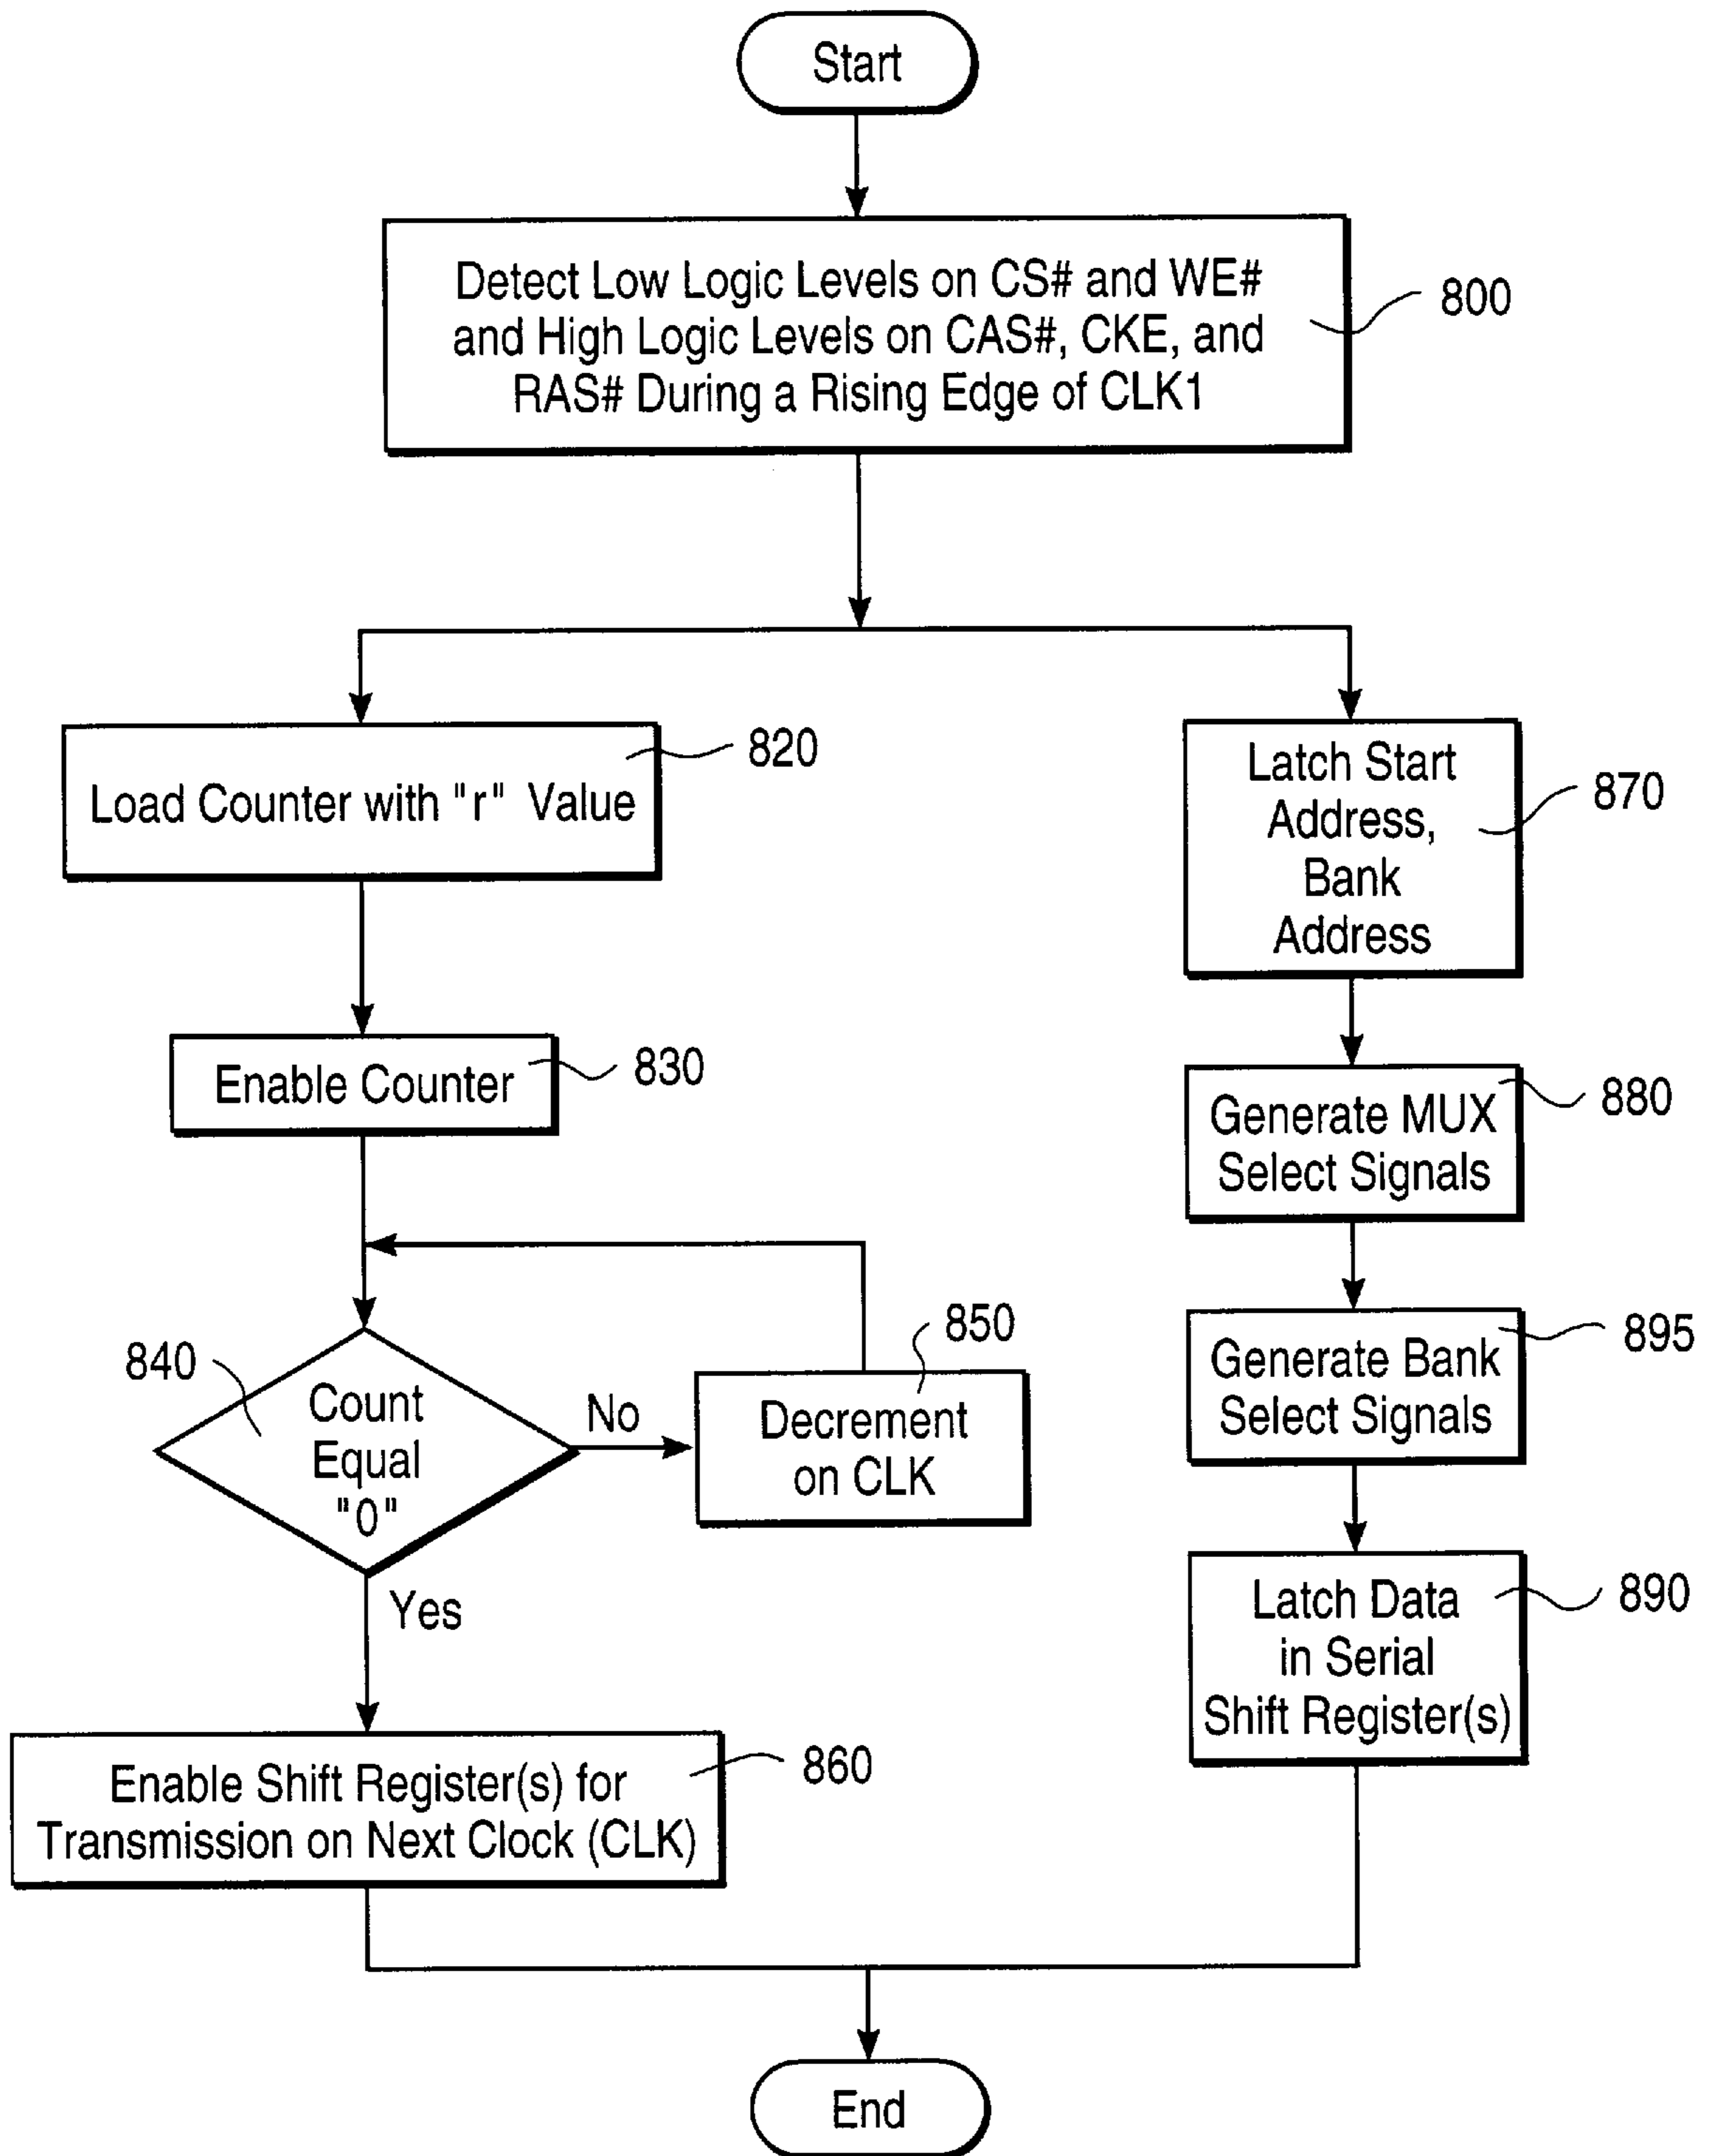 Start
Detect Low Logic Levels on CS# and WE#
and High Logic Levels on CAS#, CKE, and
RAS# During a Rising Edge of CLK1
800
Load Counter with "r" Value
820
Enable Counter
830
840
Count
Equal
"0"
No
Yes
850
Decrement
on CLK
Enable Shift Register(s) for
Transmission on Next Clock (CLK)
860
Latch Start
Address,
Bank
Address
870
Generate MUX
Select Signals
880
Generate Bank
Select Signals
895
Latch Data
in Serial
Shift Register(s)
890
End